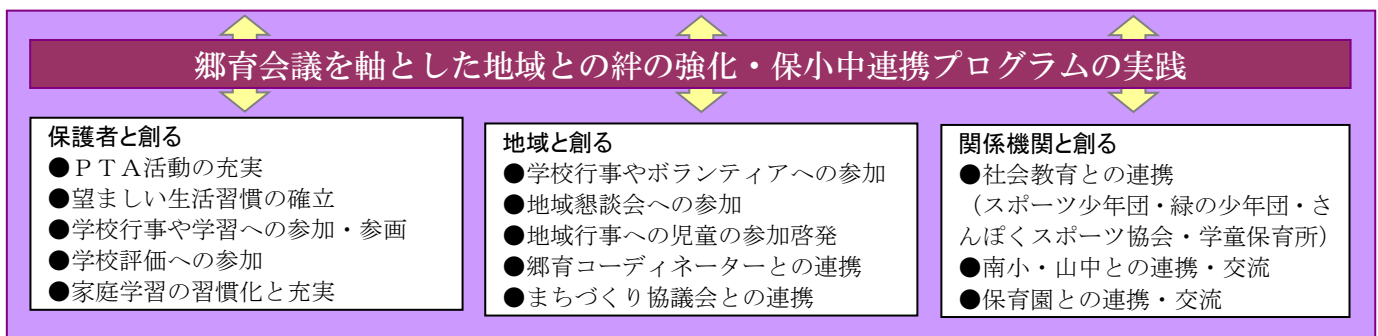 郷育会議を軸とした地域との絆の強化・保小中連携プログラムの実践
保護者と創る
●ＰＴＡ活動の充実
●望ましい生活習慣の確立
●学校行事や学習への参加・参画
●学校評価への参加
●家庭学習の習慣化と充実
地域と創る
●学校行事やボランティアへの参加
●地域懇談会への参加
●地域行事への児童の参加啓発
●郷育コーディネーターとの連携
●まちづくり協議会との連携
関係機関と創る
●社会教育との連携
（スポーツ少年団・緑の少年団・さ
んぽくスポーツ協会・学童保育所）
●南小・山中との連携・交流
●保育園との連携・交流